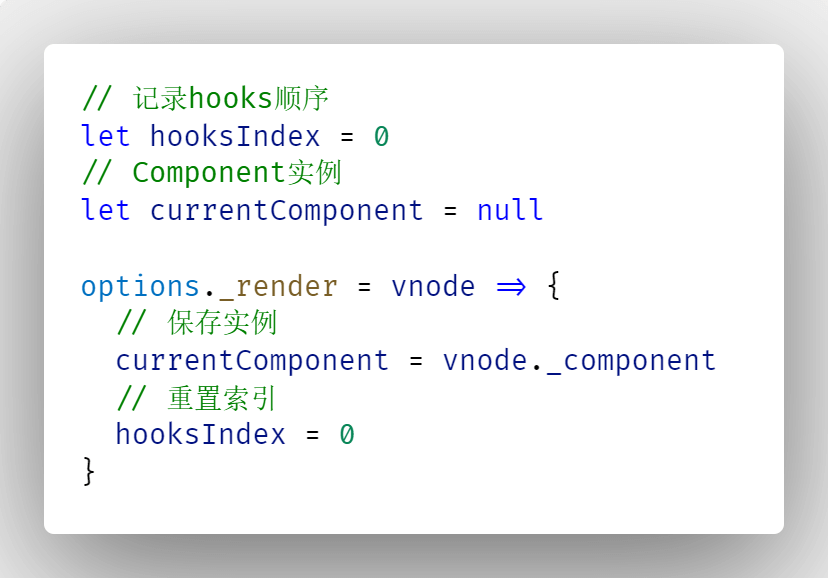 // 记录hooks顺序
let hooksIndex = 0
// Component实例
let currentComponent = null
options._render = vnode => {
// 保存实例
currentComponent = vnode._component
// 重置索引
hooksIndex = 0
}